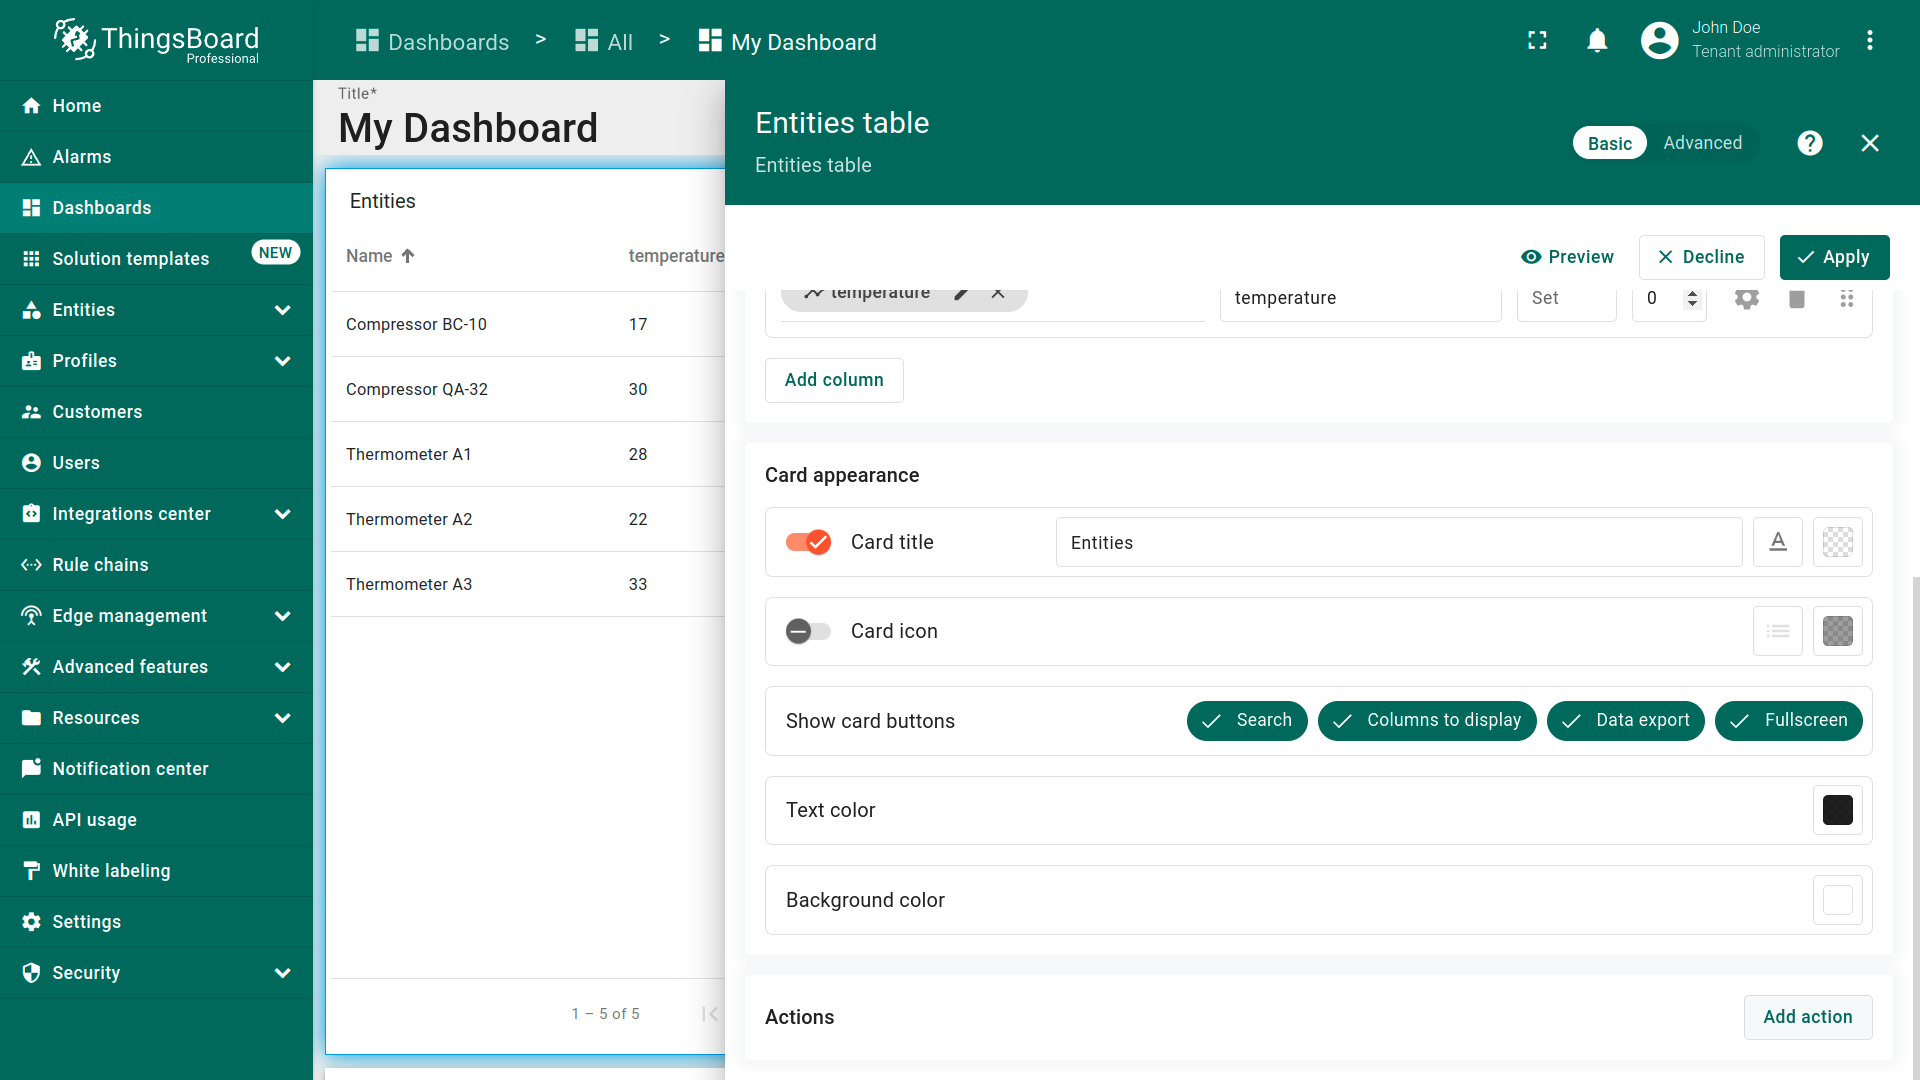 ThingsBoard
Professional
Dashboards > All > My Dashboard
John Doe
Tenant administrator
Home
Alarms
Dashboards
Solution templates NEW
Entities
Profiles
Customers
Users
Integrations center
Rule chains
Edge management
Advanced features
Resources
Notification center
API usage
White labeling
Settings
Security
Title*
My Dashboard
Entities
Name temperature
Compressor BC-10 17
Compressor QA-32 30
Thermometer A1 28
Thermometer A2 22
Thermometer A3 33
1 – 5 of 5
Entities table
Entities table
Basic Advanced
Preview Decline Apply
temperature temperature Set 0
Add column
Card appearance
Card title Entities
Card icon
Show card buttons Search Columns to display Data export Fullscreen
Text color
Background color
Actions Add action